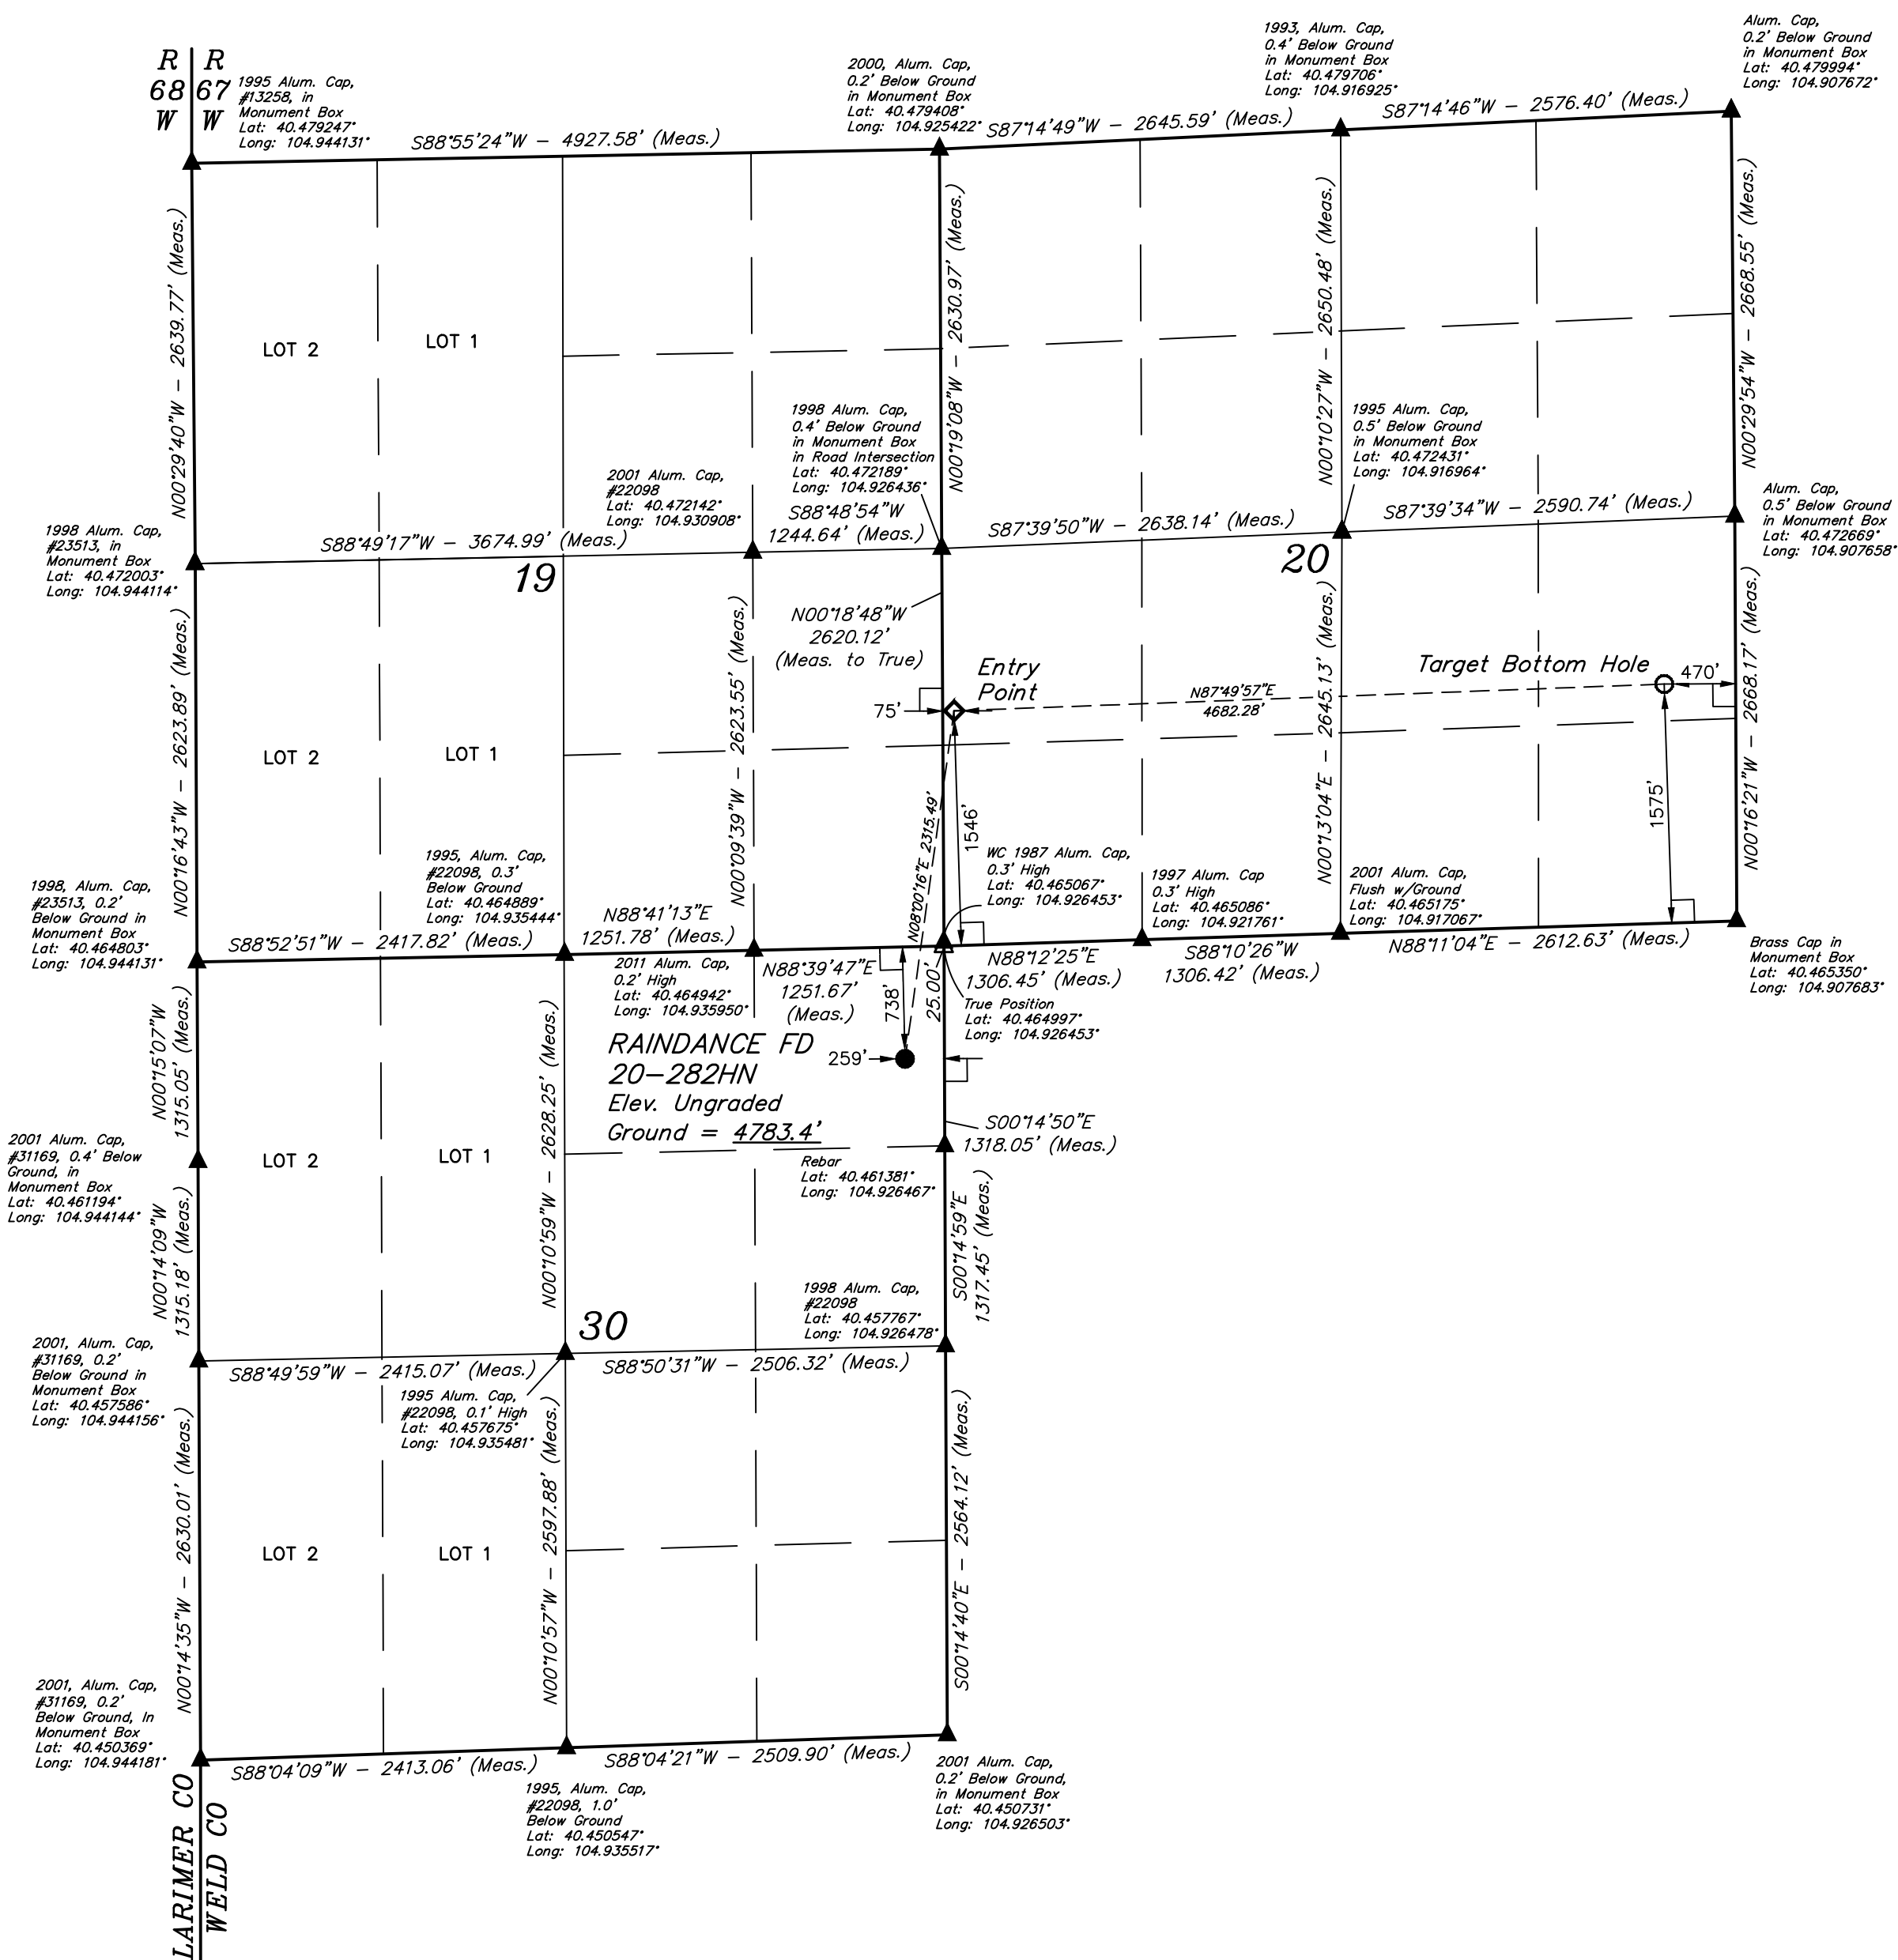 R R
68 67
W W
1995 Alum. Cap,
#13258, in
Monument Box
Lat: 40.479247°
Long: 104.944131°
2000, Alum. Cap,
0.2' Below Ground
in Monument Box
Lat: 40.479408°
Long: 104.925422°
1993, Alum. Cap,
0.4' Below Ground
in Monument Box
Lat: 40.479706°
Long: 104.916925°
Alum. Cap,
0.2' Below Ground
in Monument Box
Lat: 40.479994°
Long: 104.907672°
S88°55'24"W – 4927.58' (Meas.)
S87°14'49"W – 2645.59' (Meas.)
S87°14'46"W – 2576.40' (Meas.)
N00°29'40"W – 2639.77' (Meas.)
N00°19'08"W – 2630.97' (Meas.)
N00°10'27"W – 2650.48' (Meas.)
N00°29'54"W – 2668.55' (Meas.)
LOT 2
LOT 1
1998 Alum. Cap,
0.4' Below Ground
in Monument Box
in Road Intersection
Lat: 40.472189°
Long: 104.926436°
1995 Alum. Cap,
0.5' Below Ground
in Monument Box
Lat: 40.472431°
Long: 104.916964°
2001 Alum. Cap,
#22098
Lat: 40.472142°
Long: 104.930908°
Alum. Cap,
0.5' Below Ground
in Monument Box
Lat: 40.472669°
Long: 104.907658°
1998 Alum. Cap,
#23513, in
Monument Box
Lat: 40.472003°
Long: 104.944114°
S88°49'17"W – 3674.99' (Meas.)
S88°48'54"W
1244.64' (Meas.)
S87°39'50"W – 2638.14' (Meas.)
S87°39'34"W – 2590.74' (Meas.)
19
20
N00°18'48"W
2620.12'
(Meas. to True)
N00°16'43"W – 2623.89' (Meas.)
N00°09'39"W – 2623.55' (Meas.)
N00°13'04"E – 2645.13' (Meas.)
N00°16'21"W – 2668.17' (Meas.)
Entry
Point
Target Bottom Hole
470'
75'
N87°49'57"E
4682.28'
LOT 2
LOT 1
N08°00'16"E 2315.49'
1546'
1575'
1998, Alum. Cap,
#23513, 0.2'
Below Ground in
Monument Box
Lat: 40.464803°
Long: 104.944131°
1995, Alum. Cap,
#22098, 0.3'
Below Ground
Lat: 40.464889°
Long: 104.935444°
WC 1987 Alum. Cap,
0.3' High
Lat: 40.465067°
Long: 104.926453°
1997 Alum. Cap
0.3' High
Lat: 40.465086°
Long: 104.921761°
2001 Alum. Cap,
Flush w/Ground
Lat: 40.465175°
Long: 104.917067°
Brass Cap in
Monument Box
Lat: 40.465350°
Long: 104.907683°
S88°52'51"W – 2417.82' (Meas.)
N88°41'13"E
1251.78' (Meas.)
N88°39'47"E
1251.67'
(Meas.)
N88°12'25"E
1306.45' (Meas.)
S88°10'26"W
1306.42' (Meas.)
N88°11'04"E – 2612.63' (Meas.)
2011 Alum. Cap,
0.2' High
Lat: 40.464942°
Long: 104.935950°
738'
25.00'
True Position
Lat: 40.464997°
Long: 104.926453°
RAINDANCE FD
20–282HN
Elev. Ungraded
Ground = 4783.4'
259'
N00°15'07"W
1315.05' (Meas.)
N00°10'59"W – 2628.25' (Meas.)
S00°14'50"E
1318.05' (Meas.)
2001 Alum. Cap,
#31169, 0.4' Below
Ground, in
Monument Box
Lat: 40.461194°
Long: 104.944144°
LOT 2
LOT 1
Rebar
Lat: 40.461381°
Long: 104.926467°
N00°14'09"W
1315.18' (Meas.)
S00°14'59"E
1317.45' (Meas.)
1998 Alum. Cap,
#22098
Lat: 40.457767°
Long: 104.926478°
30
2001, Alum. Cap,
#31169, 0.2'
Below Ground in
Monument Box
Lat: 40.457586°
Long: 104.944156°
S88°49'59"W – 2415.07' (Meas.)
S88°50'31"W – 2506.32' (Meas.)
1995 Alum. Cap,
#22098, 0.1' High
Lat: 40.457675°
Long: 104.935481°
N00°14'35"W – 2630.01' (Meas.)
N00°10'57"W – 2597.88' (Meas.)
S00°14'40"E – 2564.12' (Meas.)
LOT 2
LOT 1
2001, Alum. Cap,
#31169, 0.2'
Below Ground, In
Monument Box
Lat: 40.450369°
Long: 104.944181°
S88°04'09"W – 2413.06' (Meas.)
S88°04'21"W – 2509.90' (Meas.)
1995, Alum. Cap,
#22098, 1.0'
Below Ground
Lat: 40.450547°
Long: 104.935517°
2001 Alum. Cap,
0.2' Below Ground,
in Monument Box
Lat: 40.450731°
Long: 104.926503°
LARIMER CO
WELD CO